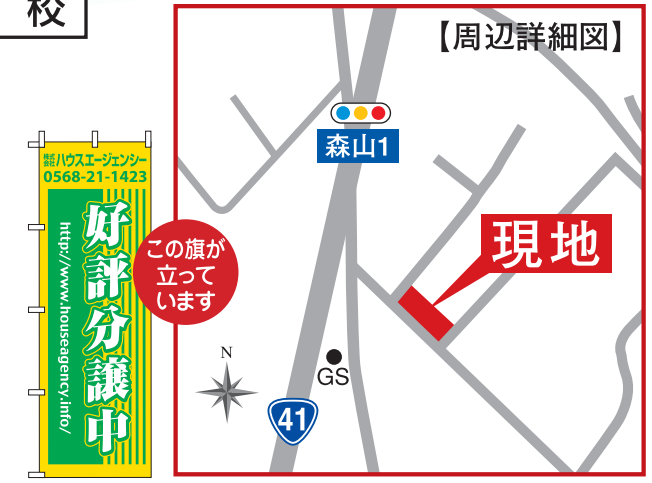 校
【周辺詳細図】
森山1
株式会社ハウスエージェンシー
0568-21-1423
好評分譲中
http://www.houseagency.info/
この旗が
立って
います
現地
N
GS
41